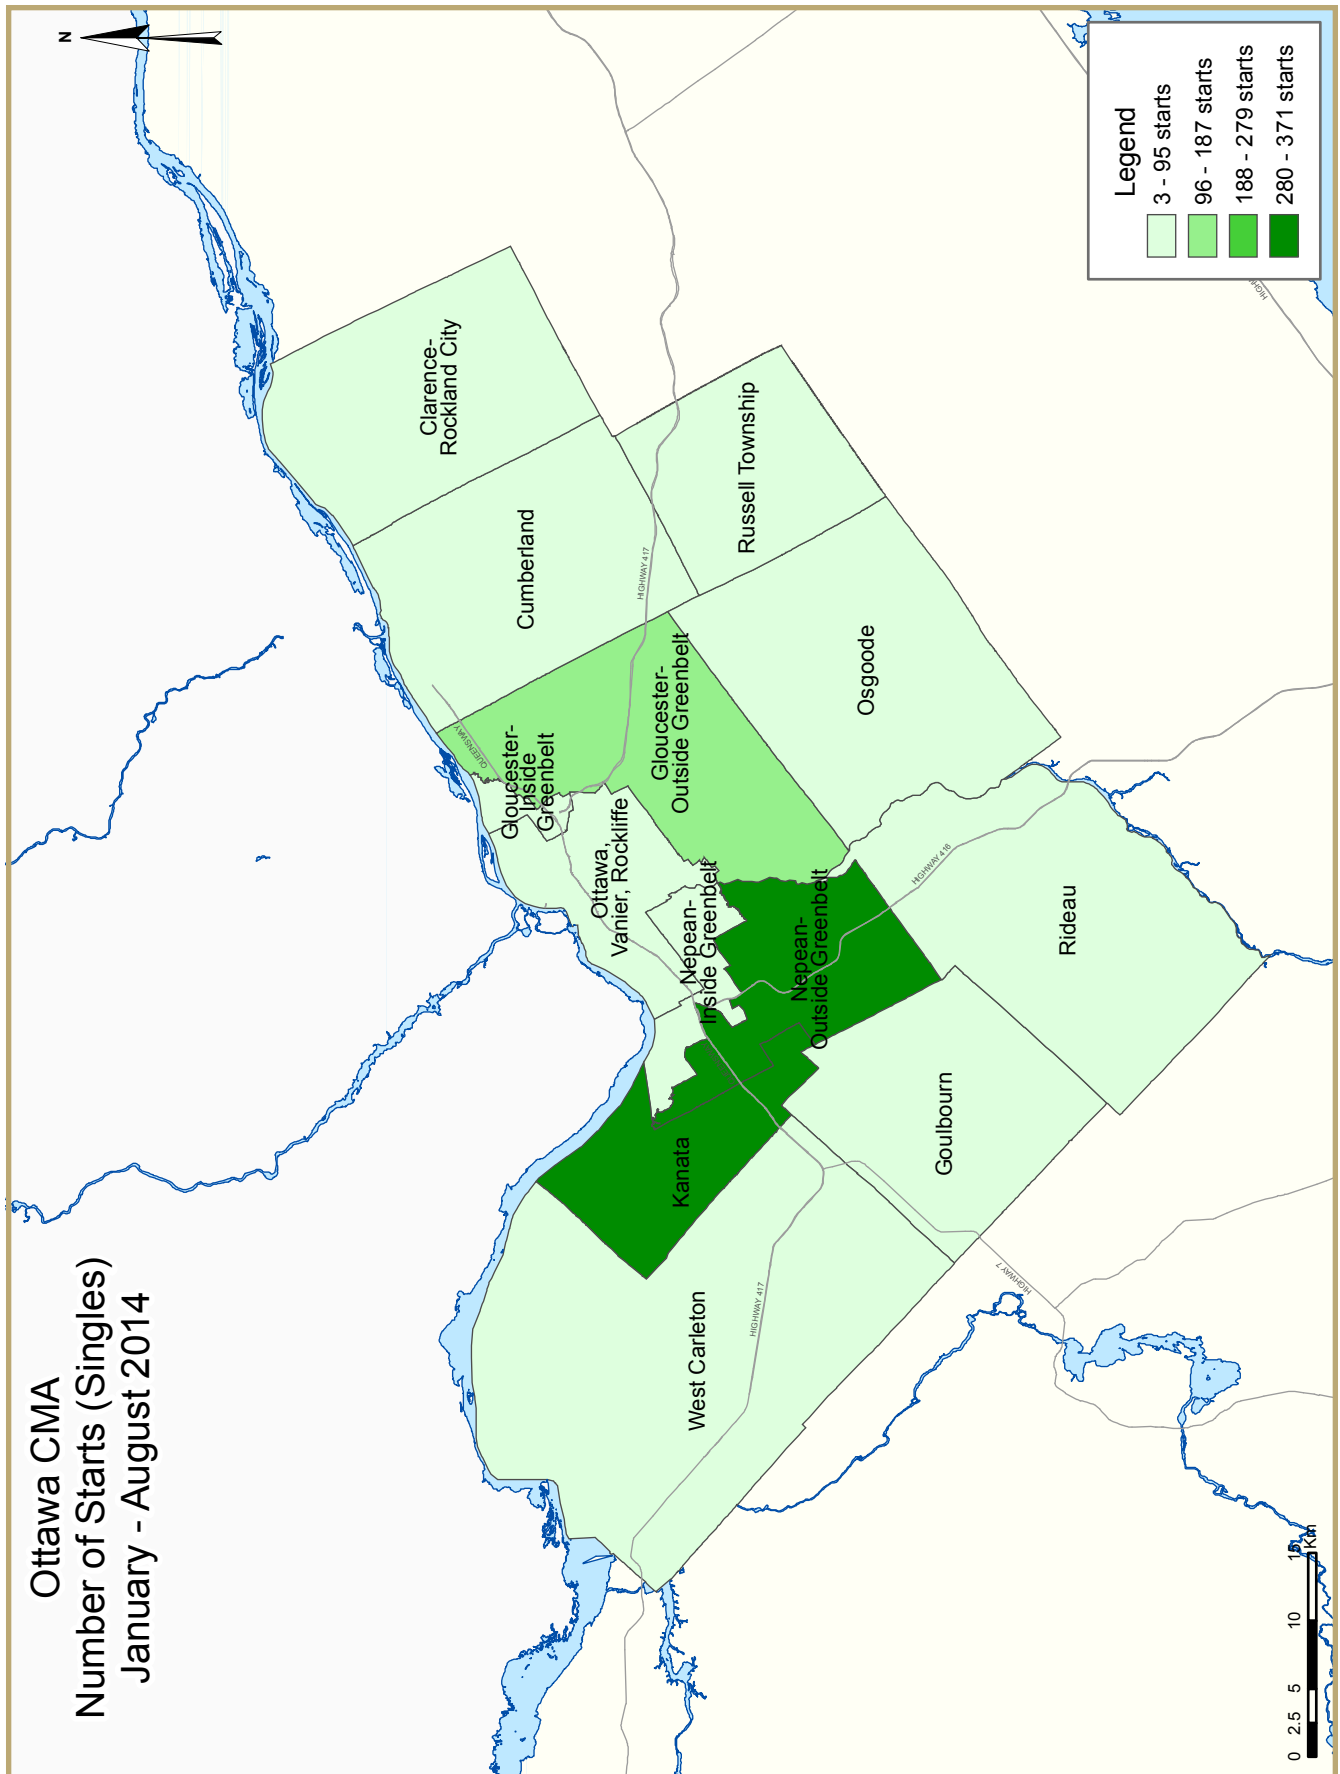 Ottawa CMA
Number of Starts (Singles)
January - August 2014
N
Clarence-
Rockland City
Cumberland
Russell Township
QUEENSWAY
HIGHWAY 417
Gloucester-
Inside
Greenbelt
Gloucester-
Outside Greenbelt
Osgoode
Ottawa,
Vanier, Rockliffe
Nepean-
Inside Greenbelt
Nepean-
Outside Greenbelt
HIGHWAY 416
Rideau
Kanata
Goulbourn
West Carleton
HIGHWAY 417
HIGHWAY 7
Legend
3 - 95 starts
96 - 187 starts
188 - 279 starts
280 - 371 starts
0 2.5 5 10 15
Km